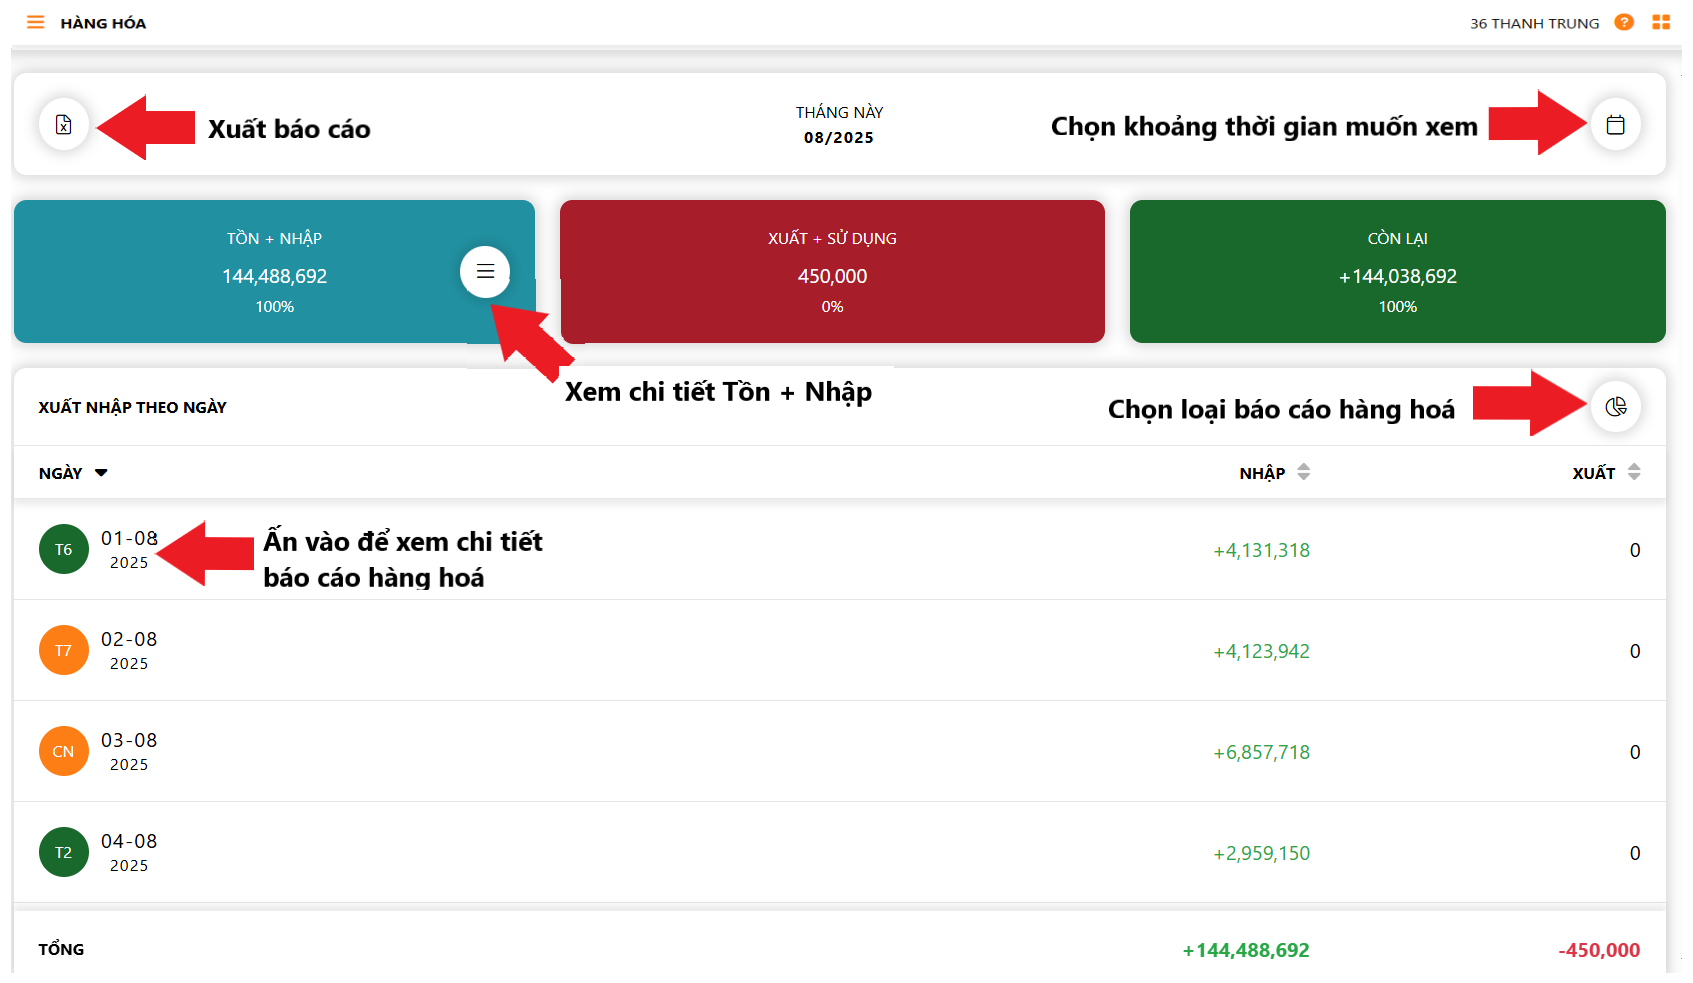 HÀNG HÓA
36 THANH TRUNG
?
X
Xuất báo cáo
THÁNG NÀY
08/2025
Chọn khoảng thời gian muốn xem
TỒN + NHẬP
144,488,692
100%
XUẤT + SỬ DỤNG
450,000
0%
CÒN LẠI
+144,038,692
100%
Xem chi tiết Tồn + Nhập
XUẤT NHẬP THEO NGÀY
Chọn loại báo cáo hàng hoá
NGÀY NHẬP XUẤT
T6 01-08 2025
Ấn vào để xem chi tiết
báo cáo hàng hoá
+4,131,318 0
T7 02-08 2025 +4,123,942 0
CN 03-08 2025 +6,857,718 0
T2 04-08 2025 +2,959,150 0
TỔNG +144,488,692 -450,000